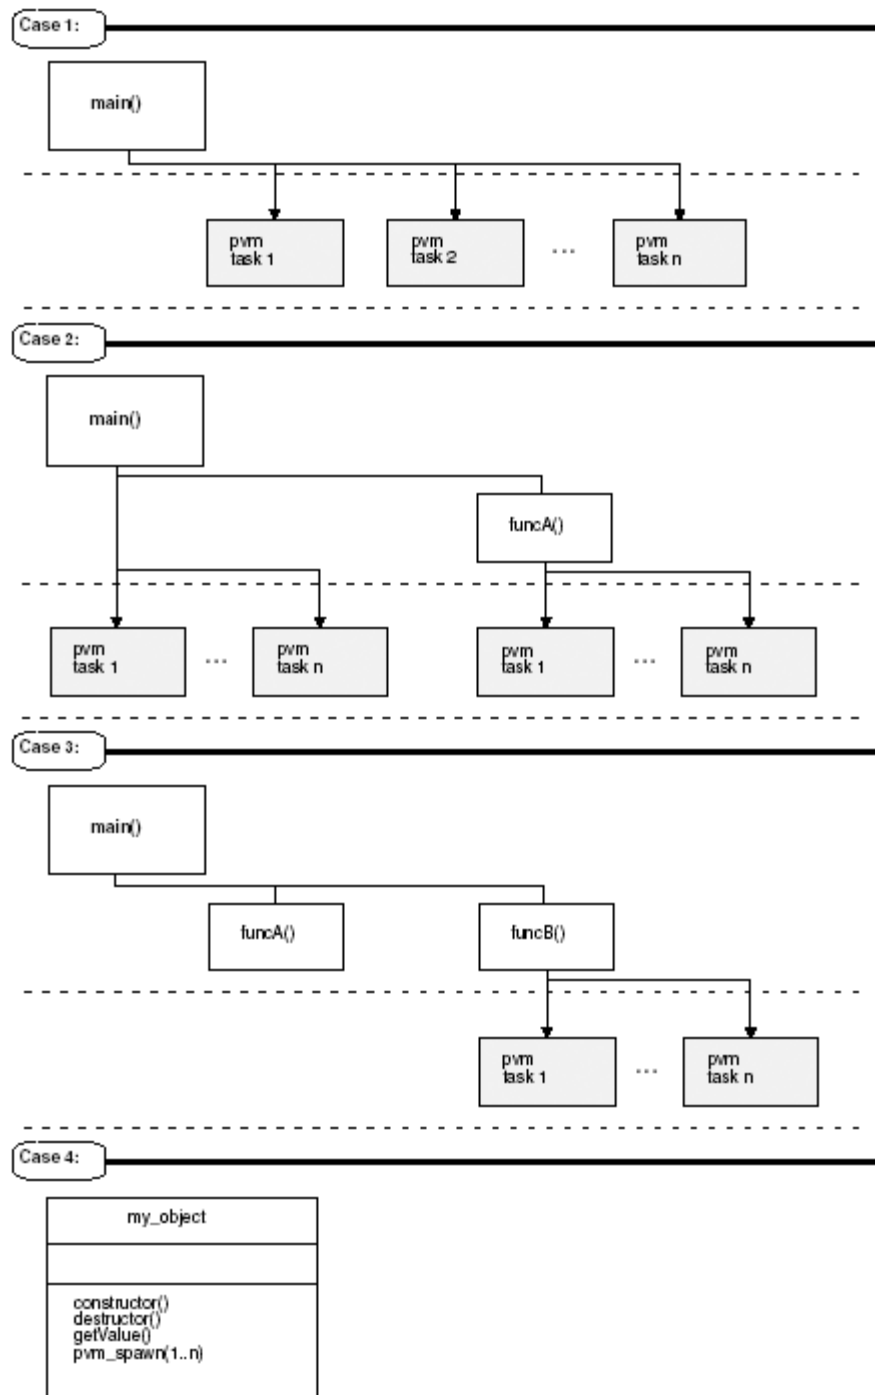 Case 1:
main()
pvm
task 1
pvm
task 2
...
pvm
task n
Case 2:
main()
funcA()
pvm
task 1
...
pvm
task n
pvm
task 1
...
pvm
task n
Case 3:
main()
funcA()
funcB()
pvm
task 1
...
pvm
task n
Case 4:
my_object
constructor()
destructor()
getValue()
pvm_spawn(1..n)